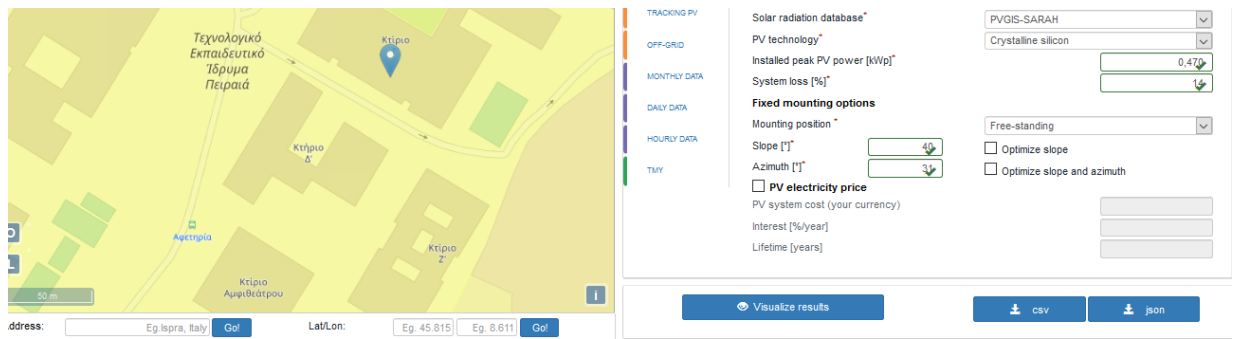 Τεχνολογικό
Εκπαιδευτικό
Ίδρυμα
Πειραιά
Κτίριο
Κτήριο
Δ'
Αφετηρία
Κτίριο
Ζ'
Κτίριο
Αμφιθεάτρου
50 m
i
Address:
Eg.Ispra, Italy
Go!
Lat/Lon:
Eg. 45.815
Eg. 8.611
Go!
TRACKING PV
OFF-GRID
MONTHLY DATA
DAILY DATA
HOURLY DATA
TMY
Solar radiation database*
PVGIS-SARAH
PV technology*
Crystalline silicon
Installed peak PV power [kWp]*
0,470
System loss [%]*
14
Fixed mounting options
Mounting position *
Free-standing
Slope [°]*
40
Optimize slope
Azimuth [°]*
31
Optimize slope and azimuth
PV electricity price
PV system cost (your currency)
Interest [%/year]
Lifetime [years]
Visualize results
csv
json